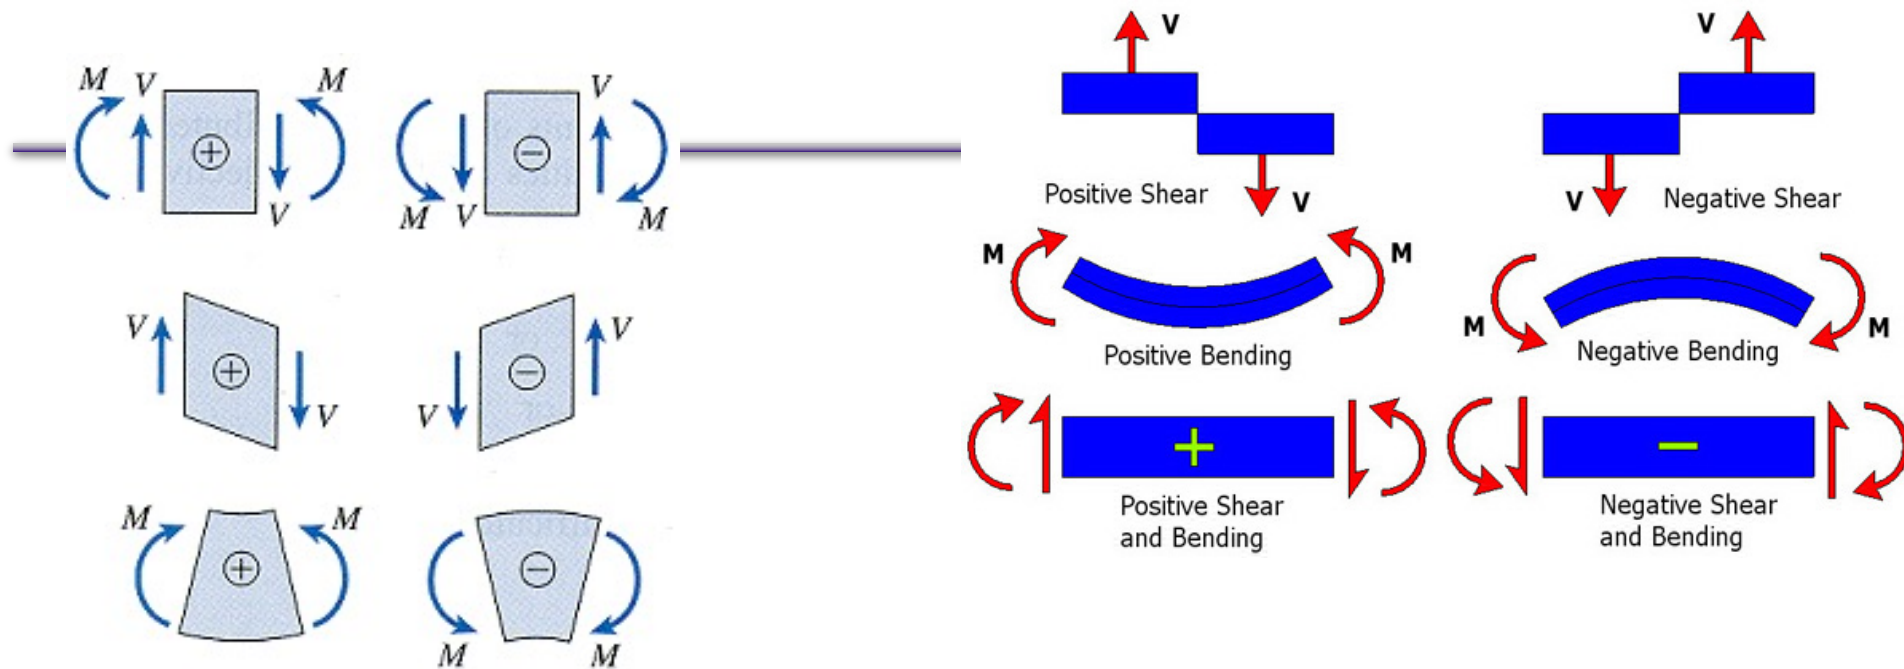 M V M
V
+
V
M V M
−
V
+
V
V
−
V
M M
+
−
M M
V
V
Positive Shear
V
V
Negative Shear
M M
Positive Bending
M M
Negative Bending
+
Positive Shear
and Bending
−
Negative Shear
and Bending